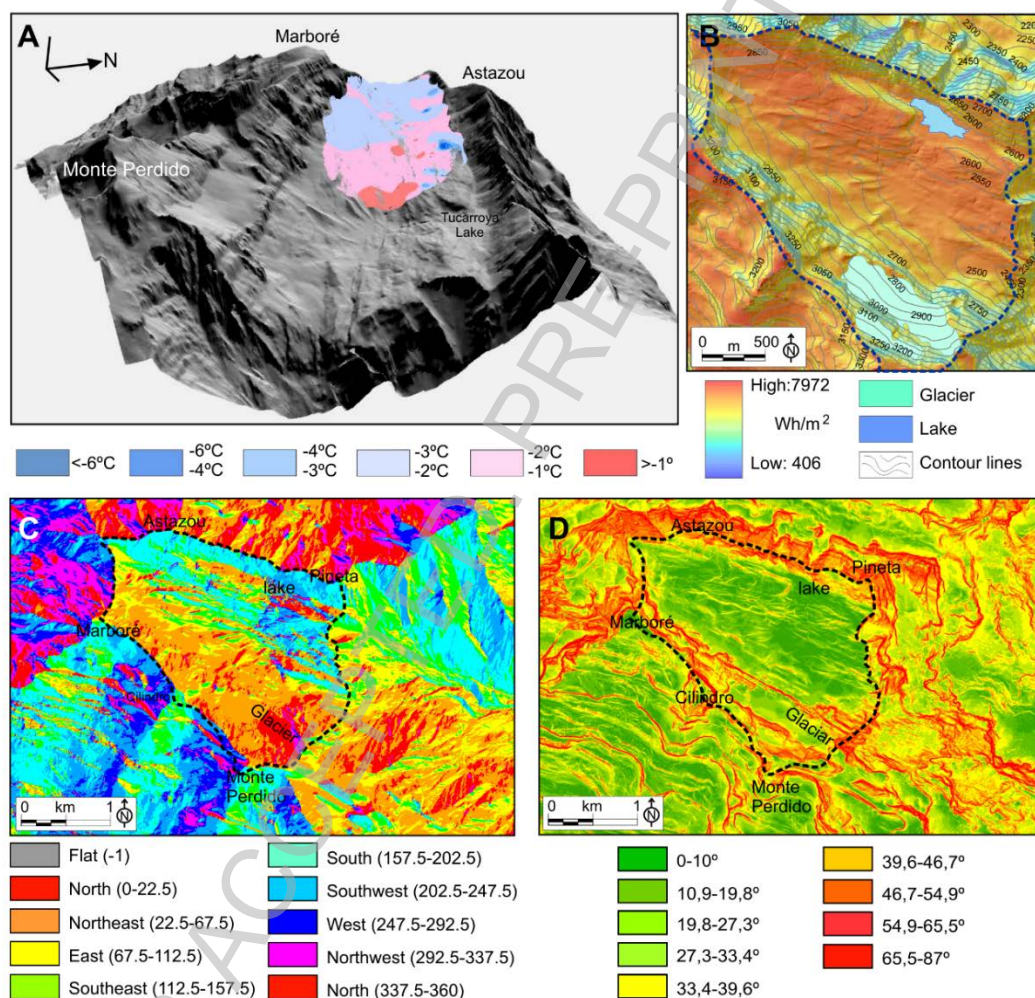 A
N
Marboré
Astazou
Monte Perdido
Tucarroya
Lake
<-6ºC
-6ºC
-4ºC
-4ºC
-3ºC
-3ºC
-2ºC
-2ºC
-1ºC
>-1º
B
2950
3050
2850
2450
2300
2250
2350
2400
2450
2750
2650
2700
2600
2600
2600
2550
3150
3100
2950
3250
3200
3050
2700
2500
2800
2750
3000
2900
3100
3150
3250
3200
3300
0 m 500
N
High:7972
Wh/m²
Low: 406
Glacier
Lake
Contour lines
C
Astazou
lake
Pineta
Marboré
Cilindro
Glacier
Monte
Perdido
0 km 1
N
Flat (-1)
North (0-22.5)
Northeast (22.5-67.5)
East (67.5-112.5)
Southeast (112.5-157.5)
South (157.5-202.5)
Southwest (202.5-247.5)
West (247.5-292.5)
Northwest (292.5-337.5)
North (337.5-360)
D
Astazou
Pineta
lake
Marboré
Cilindro
Glaciar
Monte
Perdido
0 km 1
N
0-10º
10,9-19,8º
19,8-27,3º
27,3-33,4º
33,4-39,6º
39,6-46,7º
46,7-54,9º
54,9-65,5º
65,5-87º